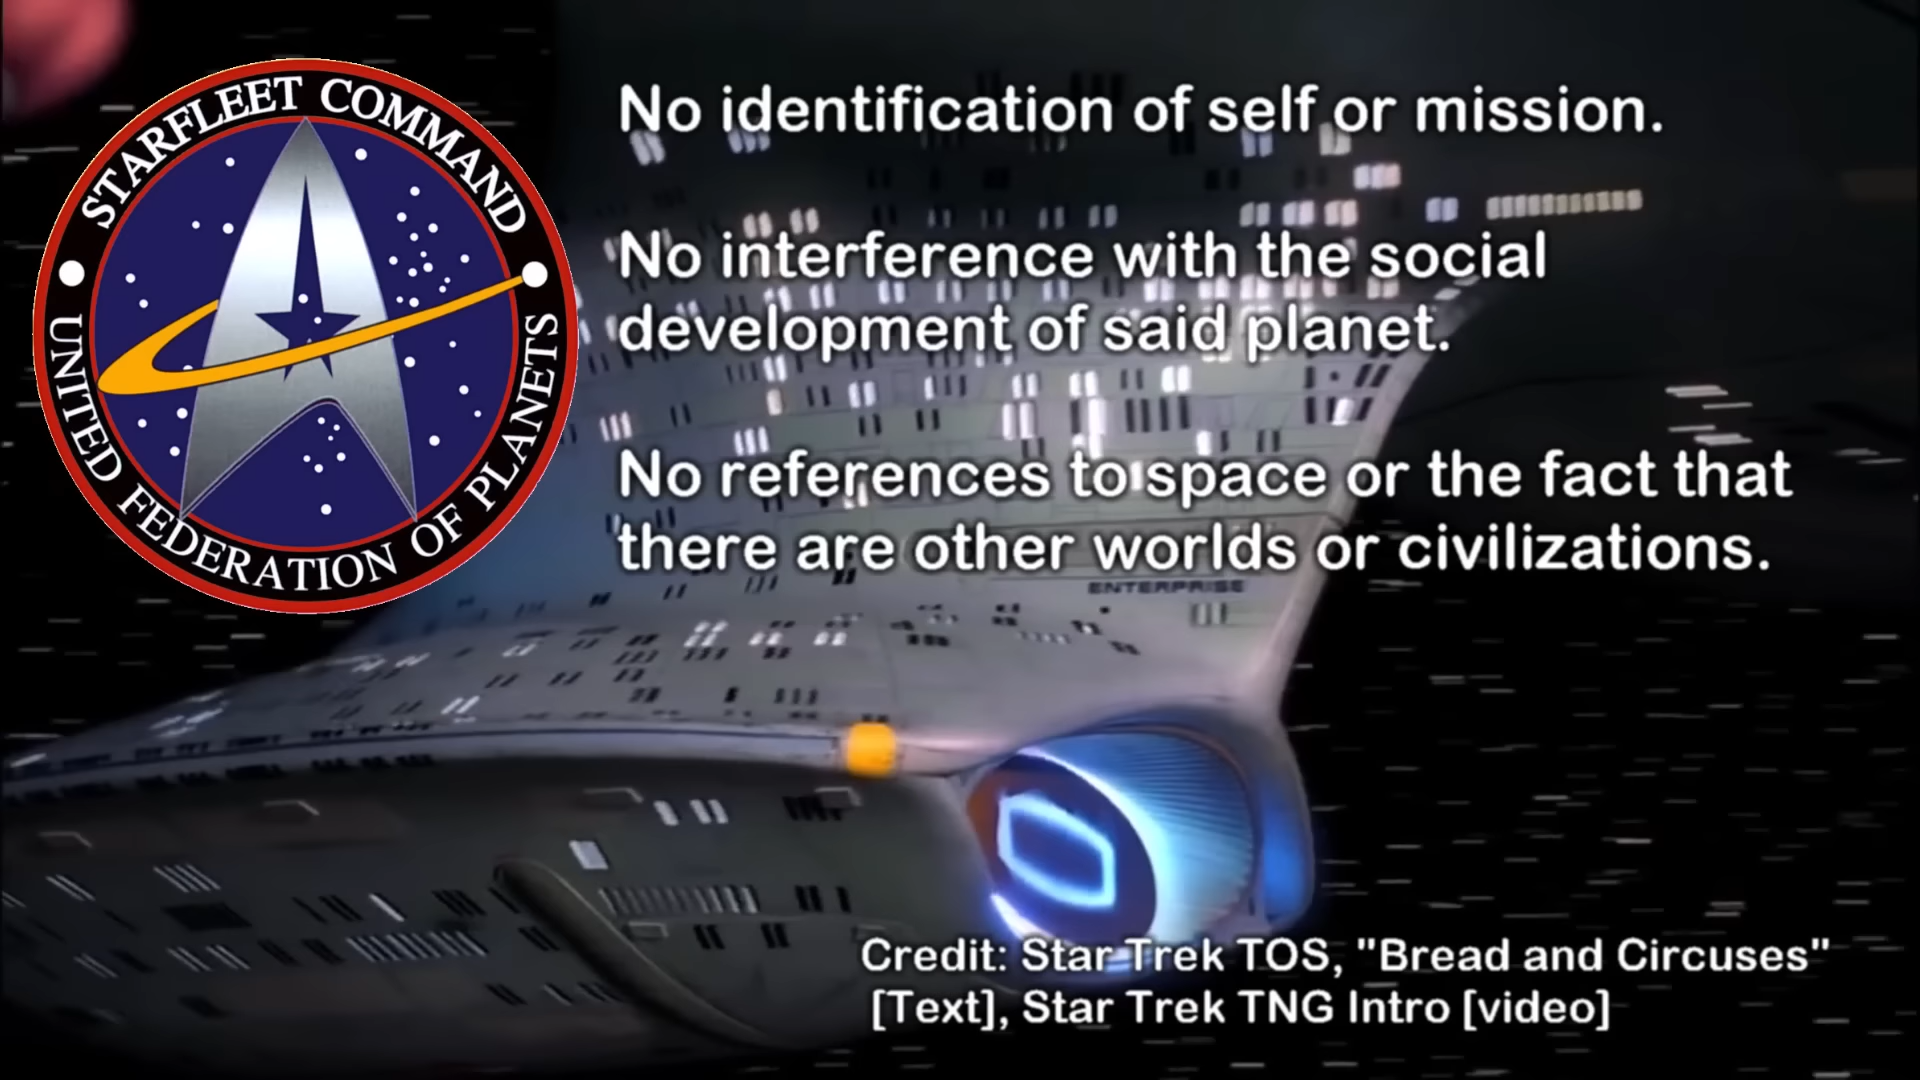 STARFLEET COMMAND
UNITED FEDERATION OF PLANETS
No identification of self or mission.
No interference with the social
development of said planet.
No references to space or the fact that
there are other worlds or civilizations.
ENTERPRISE
Credit: Star Trek TOS, "Bread and Circuses"
[Text], Star Trek TNG Intro [video]